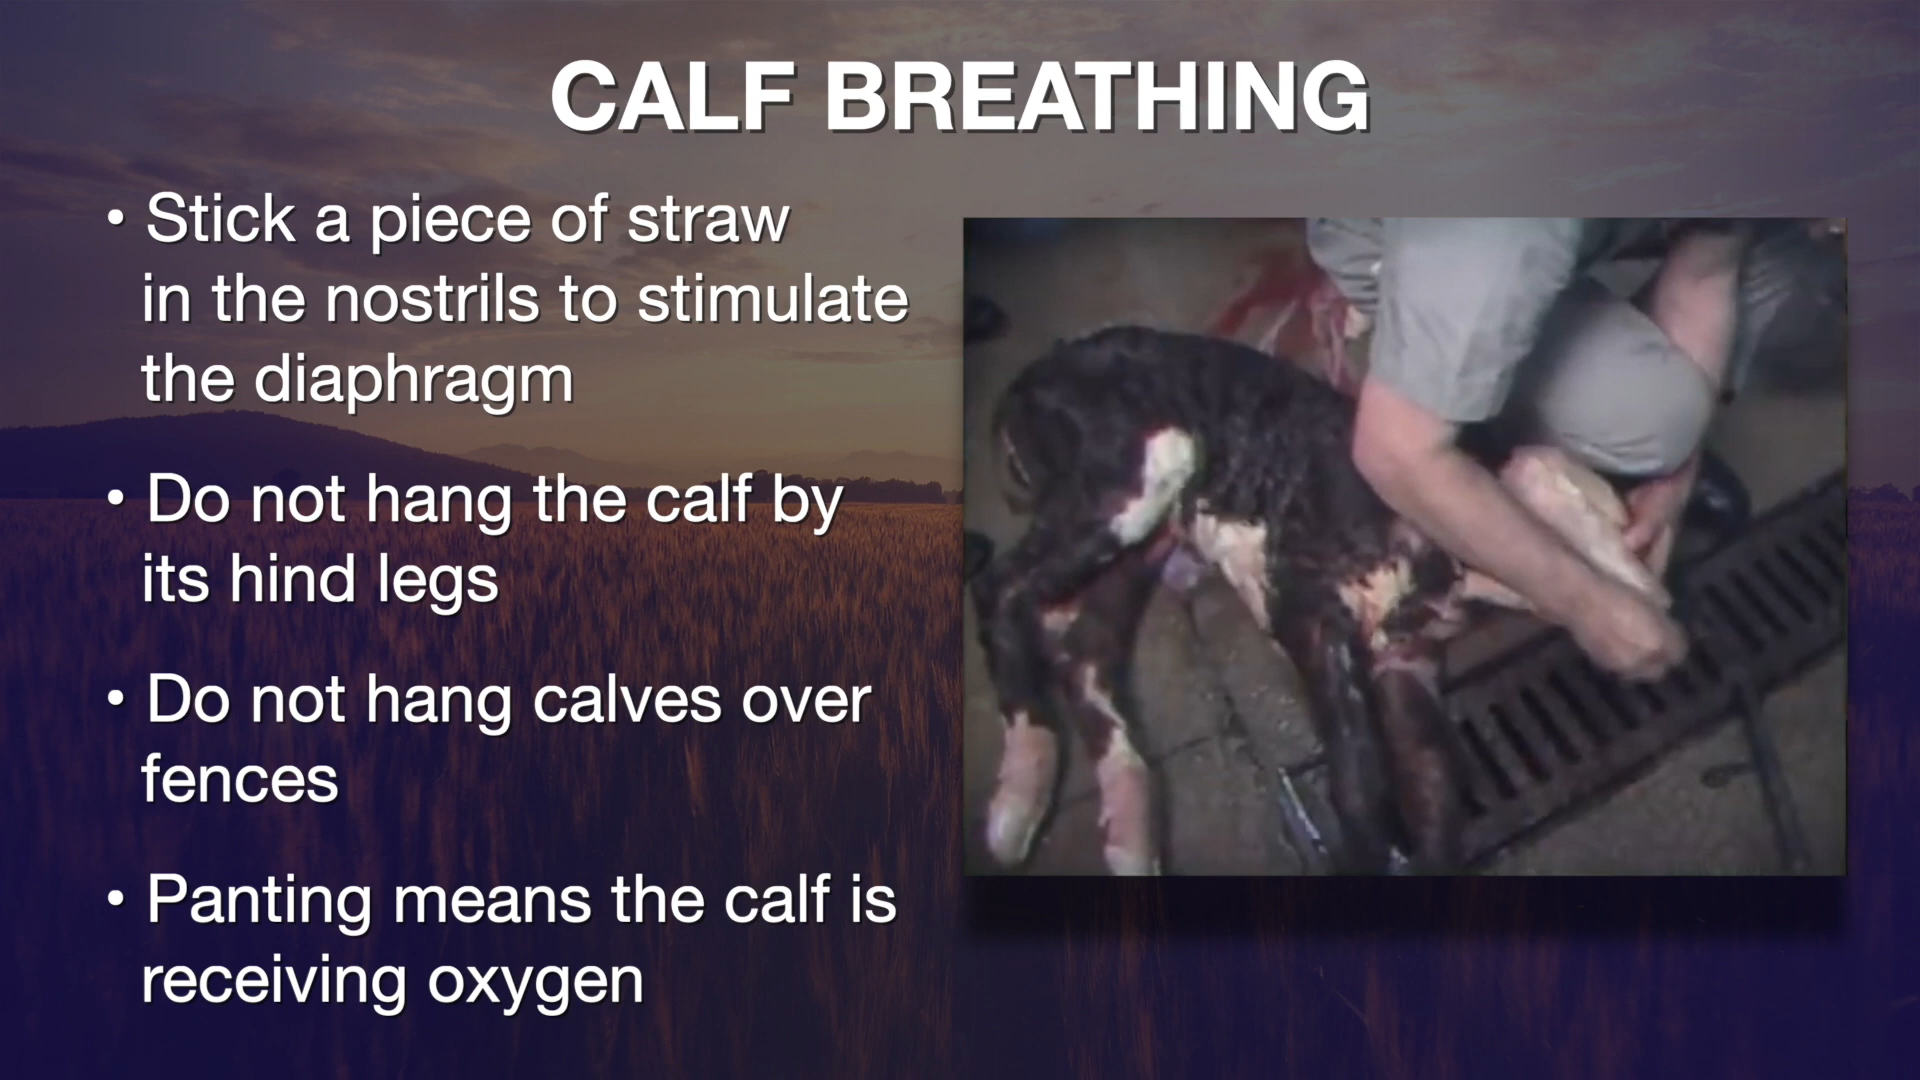 CALF BREATHING
• Stick a piece of straw
in the nostrils to stimulate
the diaphragm
• Do not hang the calf by
its hind legs
• Do not hang calves over
fences
• Panting means the calf is
receiving oxygen